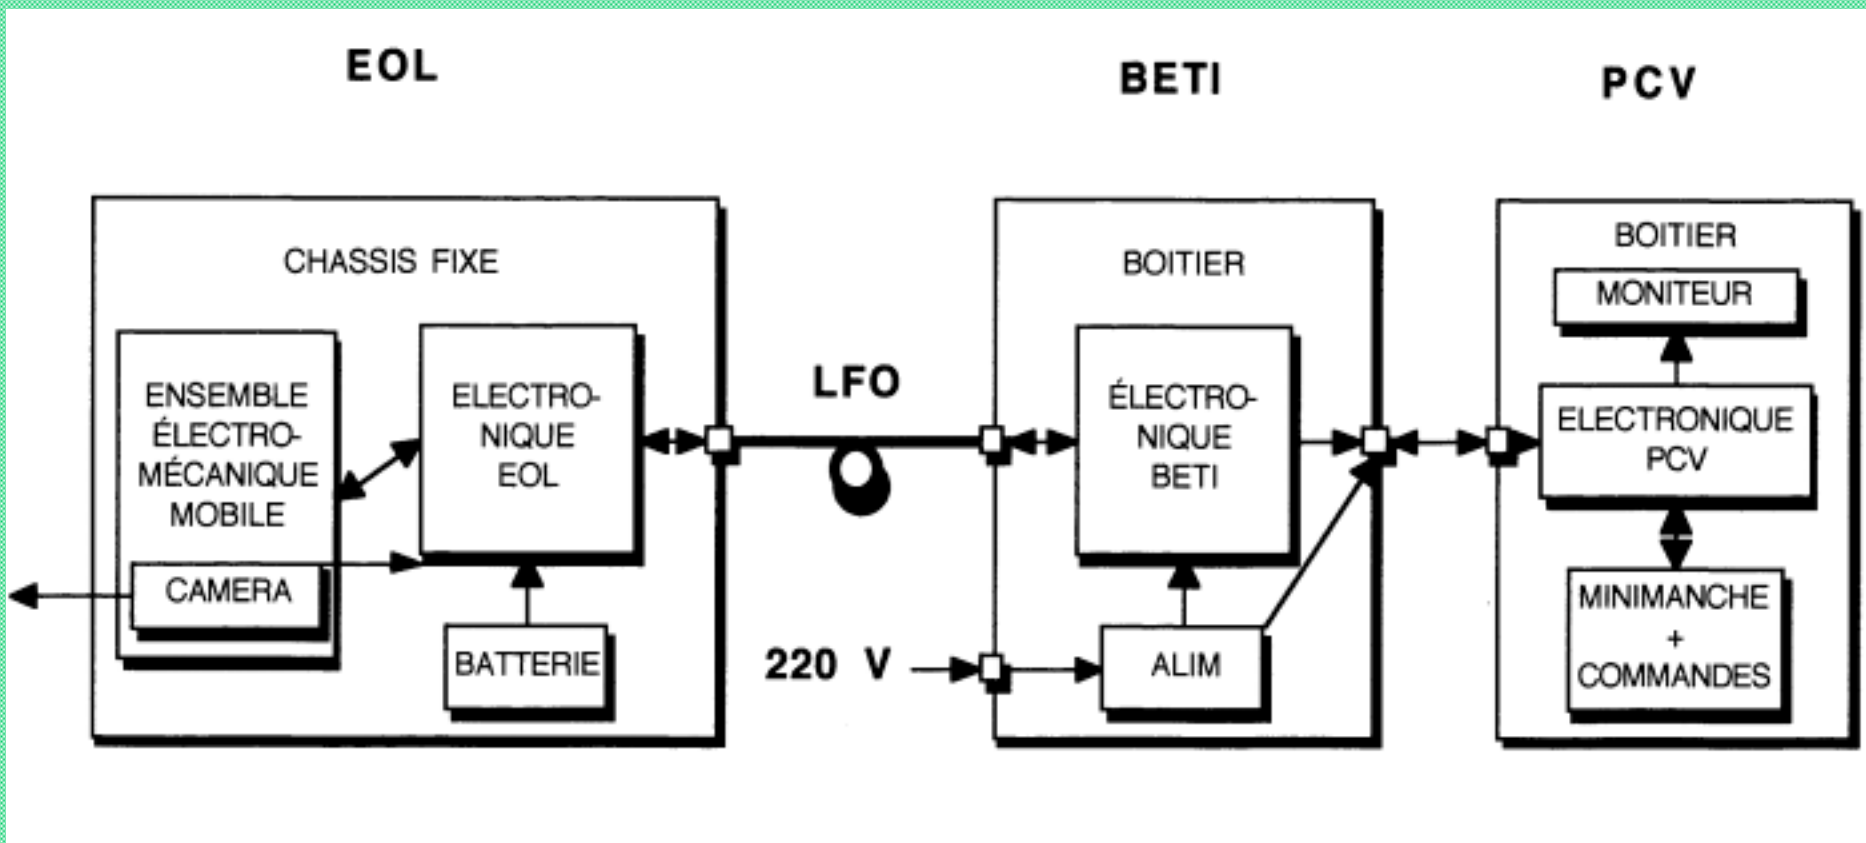 EOL
BETI
PCV
CHASSIS FIXE
ENSEMBLE
ÉLECTRO-
MÉCANIQUE
MOBILE
CAMERA
ELECTRO-
NIQUE
EOL
BATTERIE
LFO
220 V
BOITIER
ÉLECTRO-
NIQUE
BETI
ALIM
BOITIER
MONITEUR
ELECTRONIQUE
PCV
MINIMANCHE
+
COMMANDES